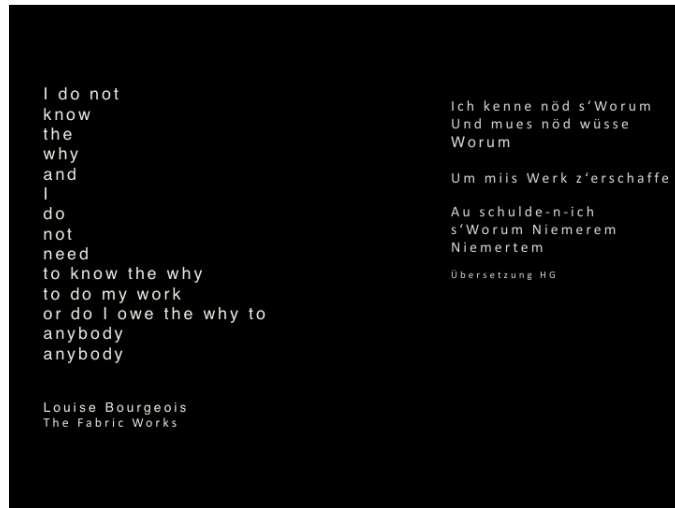 I do not
know
the
why
and
I
do
not
need
to know the why
to do my work
or do I owe the why to
anybody
anybody
Louise Bourgeois
The Fabric Works
Ich kenne nöd s‘Worum
Und mues nöd wüsse
Worum
Um miis Werk z‘erschaffe
Au schulde-n-ich
s‘Worum Niemerem
Niemertem
Übersetzung HG